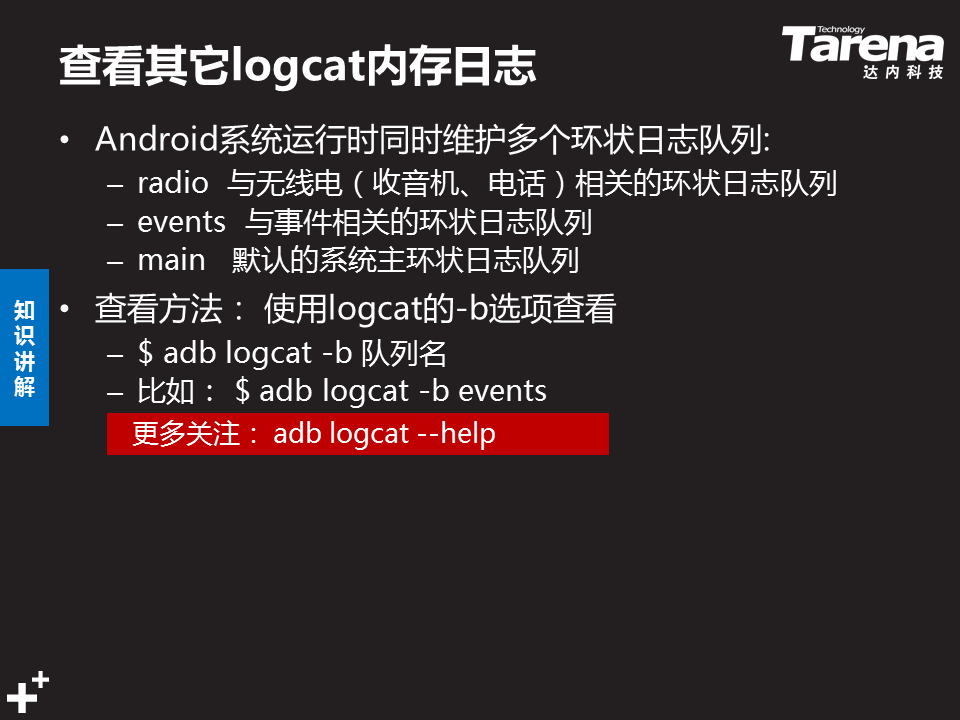 查看其它logcat内存日志
Technology
Tarena
达内科技
• Android系统运行时同时维护多个环状日志队列:
– radio 与无线电（收音机、电话）相关的环状日志队列
– events 与事件相关的环状日志队列
– main 默认的系统主环状日志队列
知识讲解
• 查看方法： 使用logcat的-b选项查看
– $ adb logcat -b 队列名
– 比如： $ adb logcat -b events
更多关注： adb logcat --help